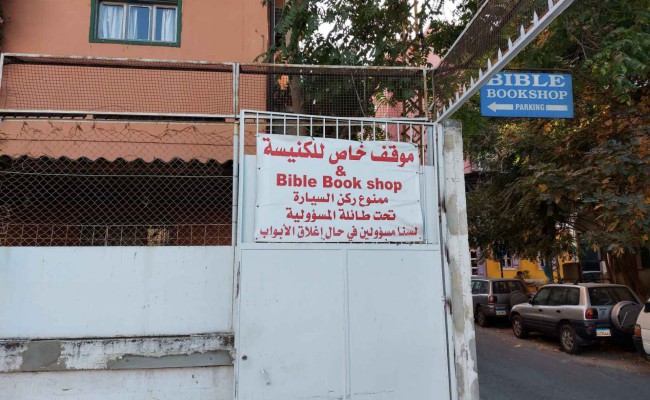 موقف خاص للكنيسة
&
Bible Book shop
ممنوع ركن السيارة
تحت طائلة المسؤولية
لسنا مسؤولين في حال إغلاق الأبواب
BIBLE
BOOKSHOP
PARKING